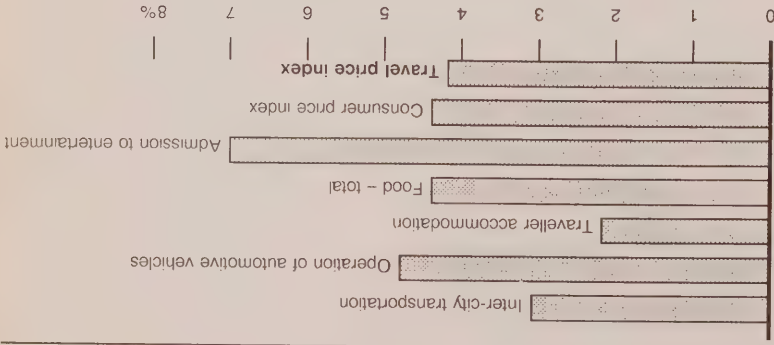 Inter-city transportation
Operation of automotive vehicles
Traveller accommodation
Food – total
Admission to entertainment
Consumer price index
Travel price index
0 1 2 3 4 5 6 7 8%